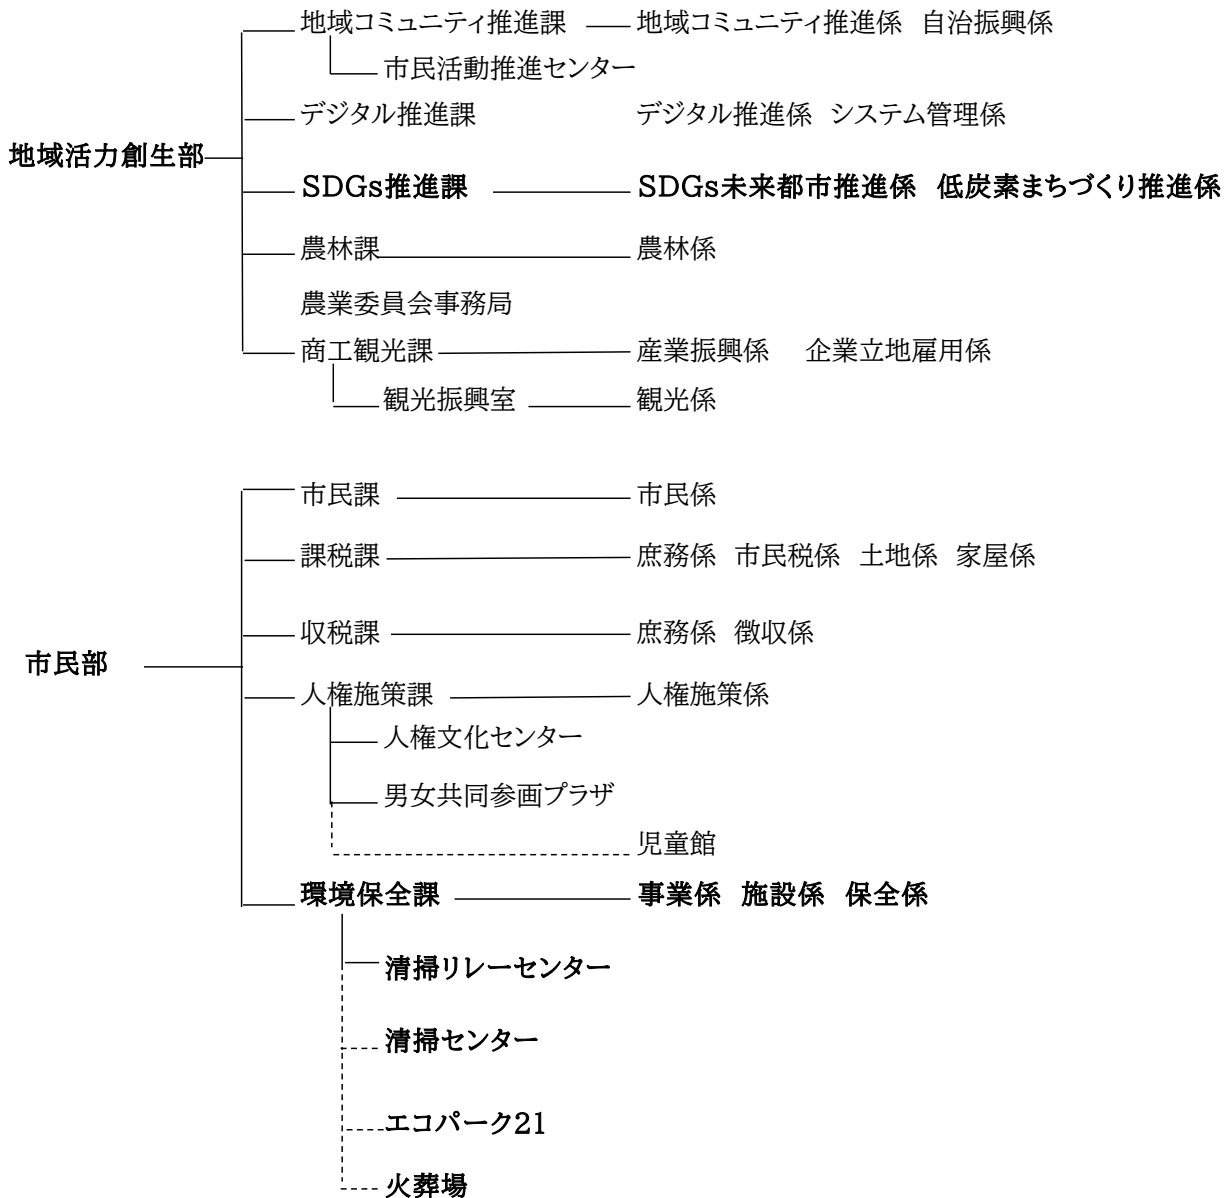 地域コミュニティ推進課 地域コミュニティ推進係 自治振興係
市民活動推進センター
デジタル推進課 デジタル推進係 システム管理係
地域活力創生部
SDGs推進課 SDGs未来都市推進係 低炭素まちづくり推進係
農林課 農林係
農業委員会事務局
商工観光課 産業振興係 企業立地雇用係
観光振興室 観光係
市民課 市民係
課税課 庶務係 市民税係 土地係 家屋係
収税課 庶務係 徴収係
市民部
人権施策課 人権施策係
人権文化センター
男女共同参画プラザ
児童館
環境保全課 事業係 施設係 保全係
清掃リレーセンター
清掃センター
エコパーク21
火葬場